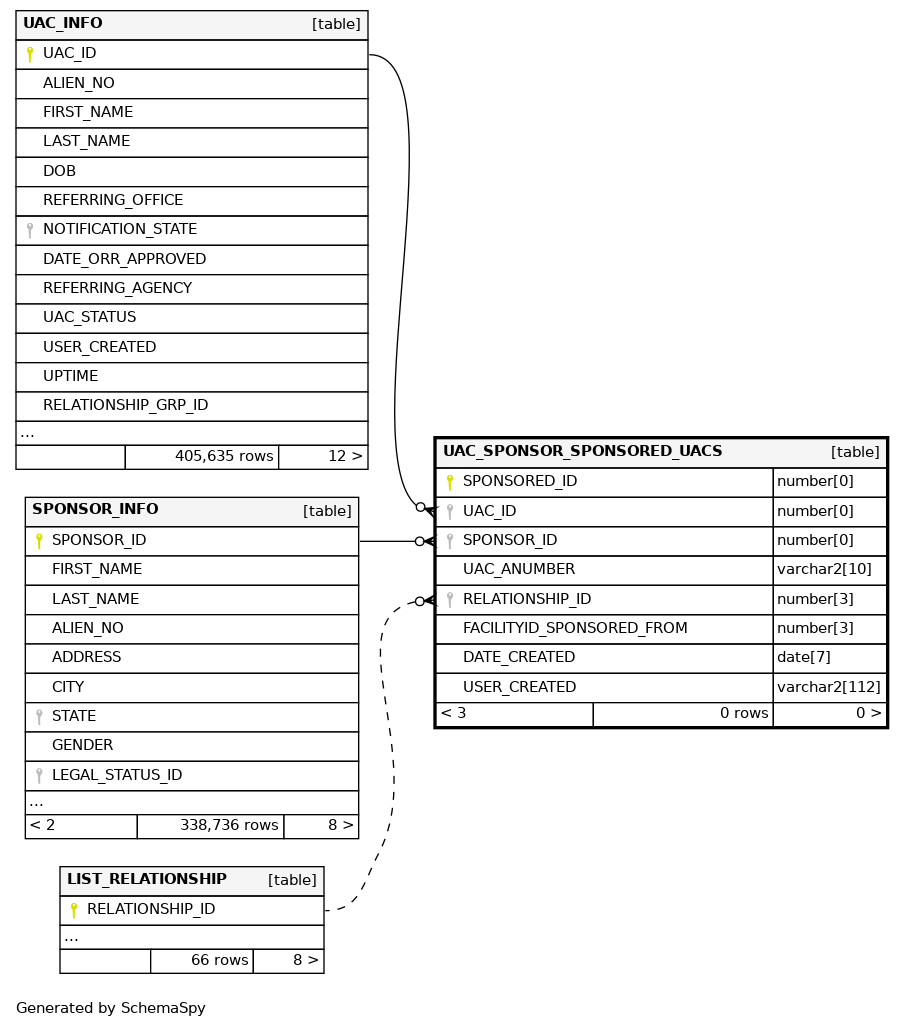 UAC_INFO [table]
UAC_ID
ALIEN_NO
FIRST_NAME
LAST_NAME
DOB
REFERRING_OFFICE
NOTIFICATION_STATE
DATE_ORR_APPROVED
REFERRING_AGENCY
UAC_STATUS
USER_CREATED
UPTIME
RELATIONSHIP_GRP_ID
...
405,635 rows 12 >
SPONSOR_INFO [table]
SPONSOR_ID
FIRST_NAME
LAST_NAME
ALIEN_NO
ADDRESS
CITY
STATE
GENDER
LEGAL_STATUS_ID
...
< 2 338,736 rows 8 >
LIST_RELATIONSHIP [table]
RELATIONSHIP_ID
...
66 rows 8 >
UAC_SPONSOR_SPONSORED_UACS [table]
SPONSORED_ID number[0]
UAC_ID number[0]
SPONSOR_ID number[0]
UAC_ANUMBER varchar2[10]
RELATIONSHIP_ID number[3]
FACILITYID_SPONSORED_FROM number[3]
DATE_CREATED date[7]
USER_CREATED varchar2[112]
< 3 0 rows 0 >
Generated by SchemaSpy